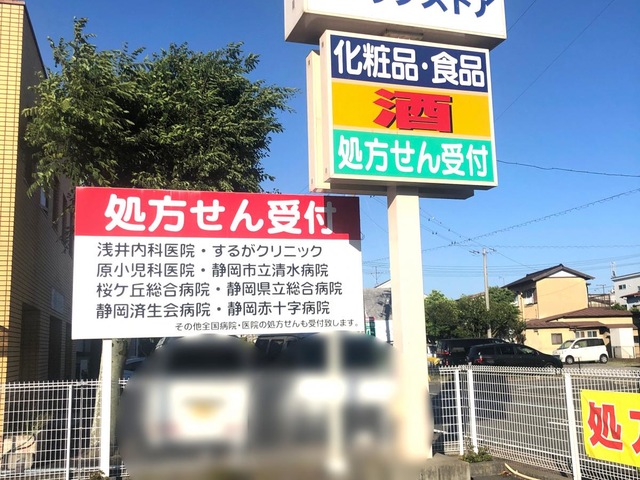 ストア
化粧品・食品
酒
処方せん受付
処方せん受付
浅井内科医院・するがクリニック
原小児科医院・静岡市立清水病院
桜ケ丘総合病院・静岡県立総合病院
静岡済生会病院・静岡赤十字病院
その他全国病院・医院の処方せんも受付致します。
処方